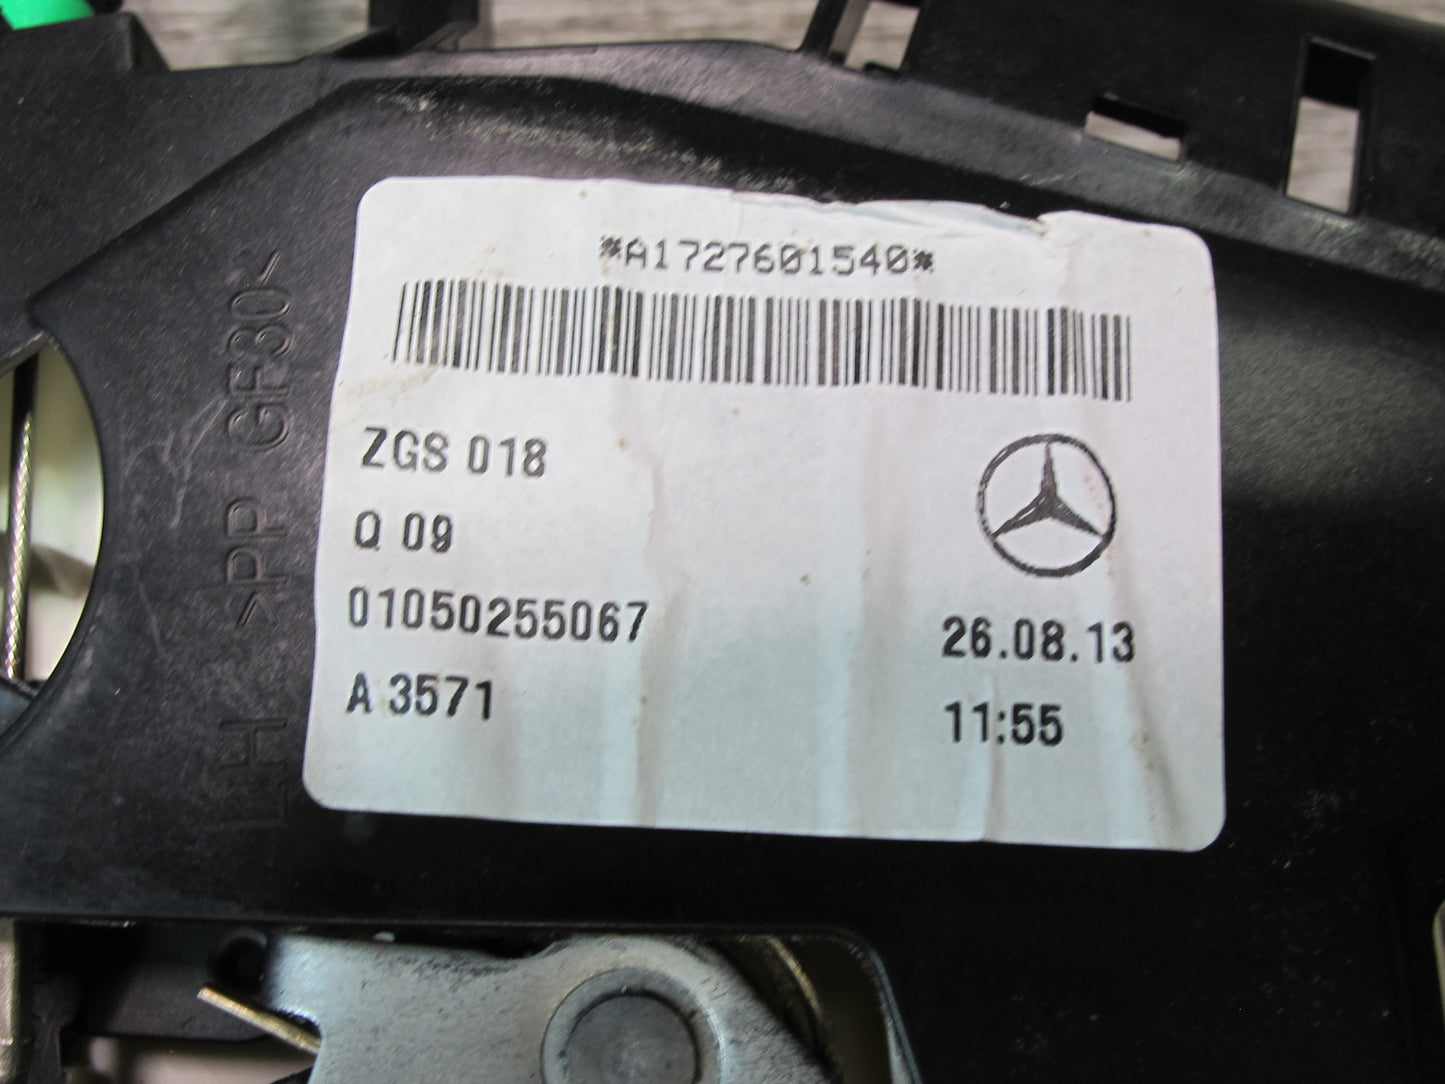 *A1727601540*
ZGS 018
Q 09
01050255067
A 3571
26.08.13
11:55
LH >PP GF30<